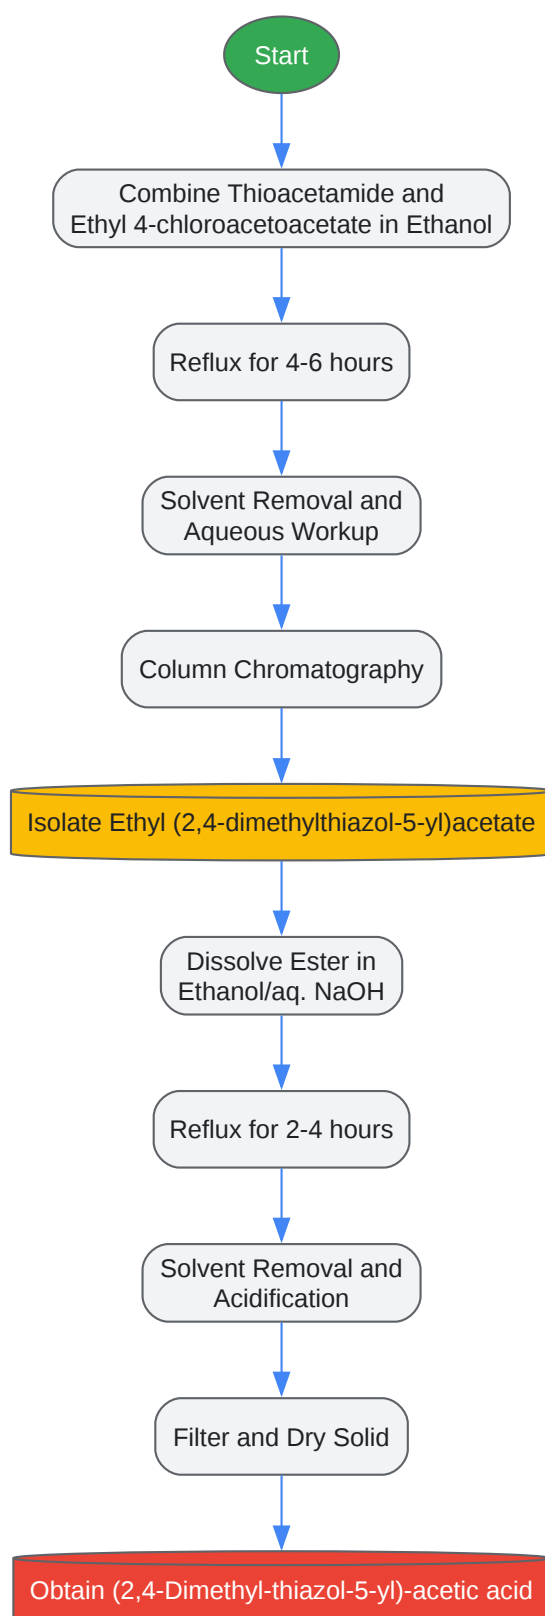 Start
Combine Thioacetamide and
Ethyl 4-chloroacetoacetate in Ethanol
Reflux for 4-6 hours
Solvent Removal and
Aqueous Workup
Column Chromatography
Isolate Ethyl (2,4-dimethylthiazol-5-yl)acetate
Dissolve Ester in
Ethanol/aq. NaOH
Reflux for 2-4 hours
Solvent Removal and
Acidification
Filter and Dry Solid
Obtain (2,4-Dimethyl-thiazol-5-yl)-acetic acid